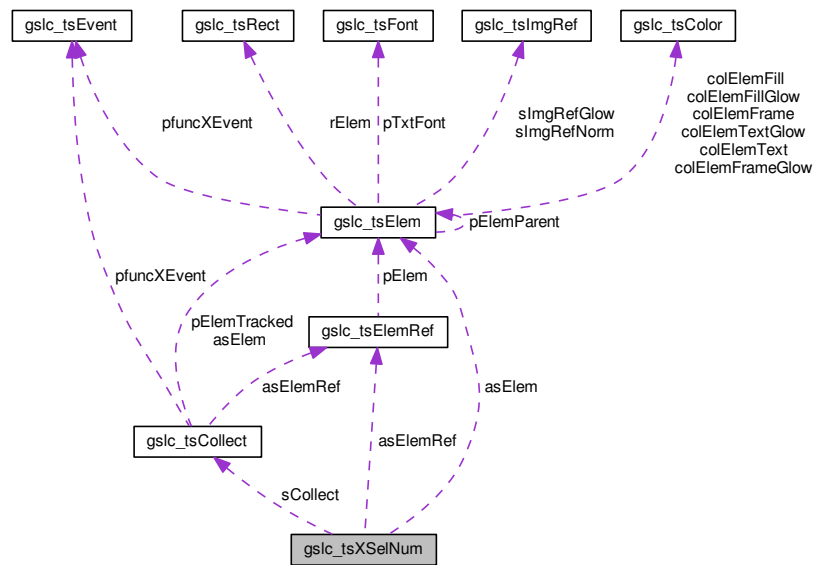 gslc_tsEvent
gslc_tsRect
gslc_tsFont
gslc_tsImgRef
gslc_tsColor
colElemFill
colElemFillGlow
colElemFrame
colElemTextGlow
colElemText
colElemFrameGlow
pfuncXEvent
rElem
pTxtFont
sImgRefGlow
sImgRefNorm
gslc_tsElem
pElemParent
pfuncXEvent
pElem
pElemTracked
asElem
gslc_tsElemRef
asElemRef
asElem
gslc_tsCollect
asElemRef
sCollect
gslc_tsXSelNum